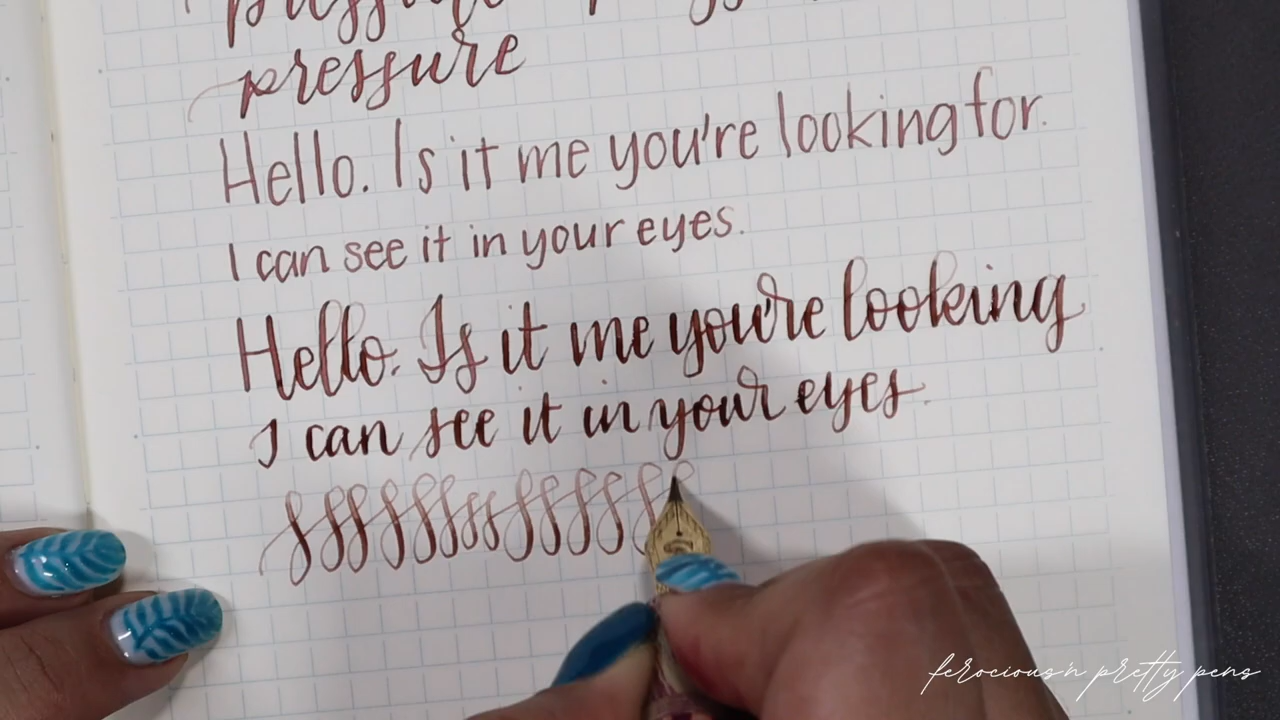 pressure
pressure
Hello. Is it me you're looking for.
I can see it in your eyes.
Hello. Is it me you're looking
I can see it in your eyes.
ferocious'n pretty pens